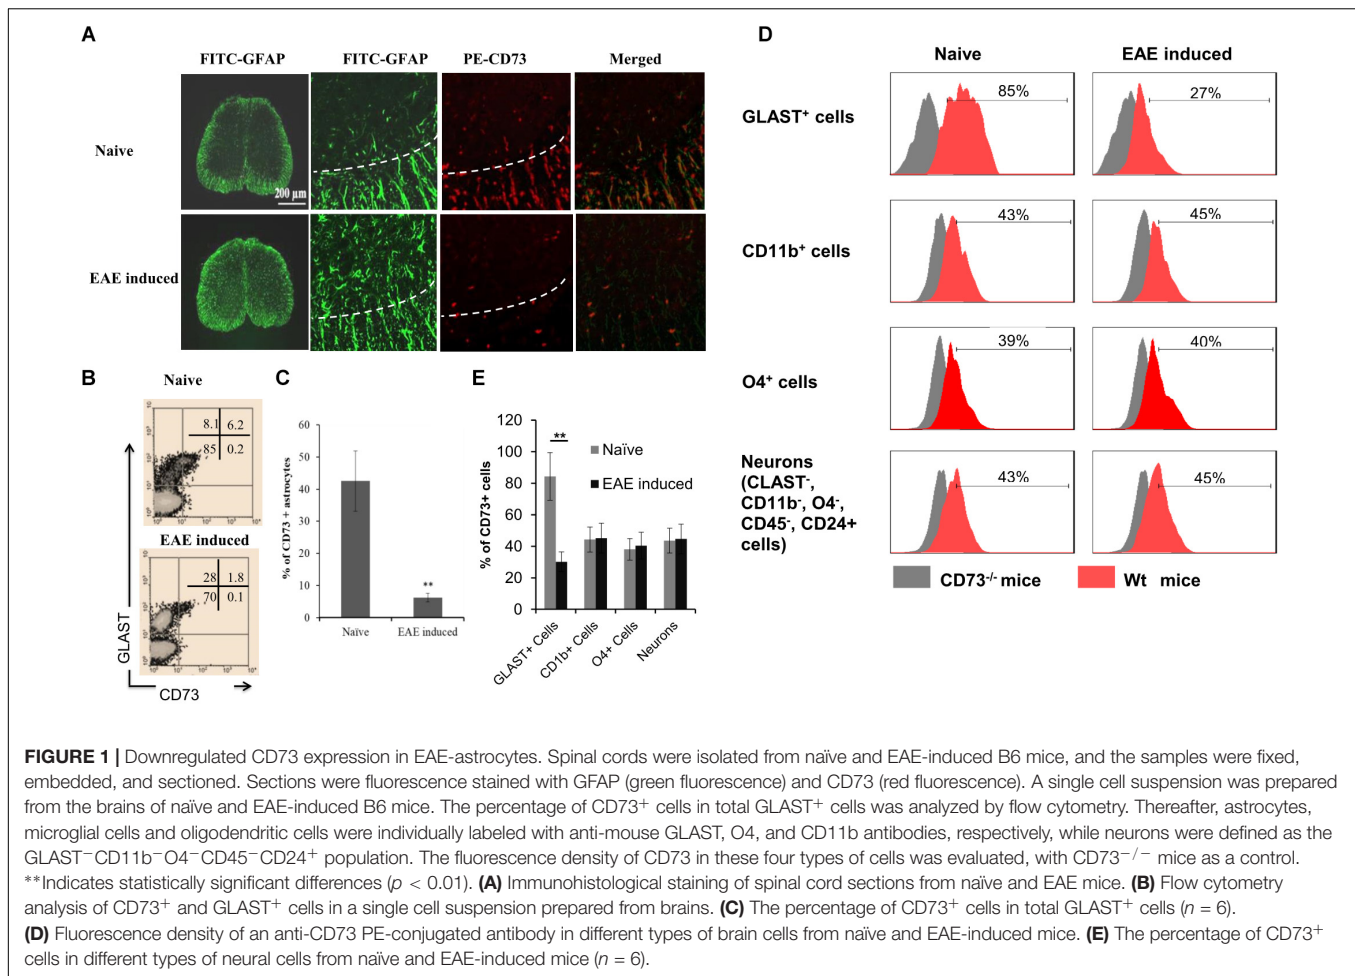 A
FITC-GFAP FITC-GFAP PE-CD73 Merged
Naive
200 µm
EAE induced
B
Naive
8.1 6.2
85 0.2
EAE induced
28 1.8
70 0.1
GLAST
CD73
C
% of CD73 + astrocytes
60
50
40
30
20
10
0
**
Naïve EAE induced
E
% of CD73+ cells
120
100
80
60
40
20
0
**
Naïve
EAE induced
GLAST+ Cells
CD1b+ Cells
O4+ Cells
Neurons
D
Naive EAE induced
GLAST⁺ cells
85% 27%
CD11b⁺ cells
43% 45%
O4⁺ cells
39% 40%
Neurons
(CLAST⁻,
CD11b⁻, O4⁻,
CD45⁻, CD24+
cells)
43% 45%
CD73⁻/⁻ mice Wt mice
FIGURE 1 | Downregulated CD73 expression in EAE-astrocytes. Spinal cords were isolated from naïve and EAE-induced B6 mice, and the samples were fixed,
embedded, and sectioned. Sections were fluorescence stained with GFAP (green fluorescence) and CD73 (red fluorescence). A single cell suspension was prepared
from the brains of naïve and EAE-induced B6 mice. The percentage of CD73⁺ cells in total GLAST⁺ cells was analyzed by flow cytometry. Thereafter, astrocytes,
microglial cells and oligodendritic cells were individually labeled with anti-mouse GLAST, O4, and CD11b antibodies, respectively, while neurons were defined as the
GLAST⁻CD11b⁻O4⁻CD45⁻CD24⁺ population. The fluorescence density of CD73 in these four types of cells was evaluated, with CD73⁻/⁻ mice as a control.
**Indicates statistically significant differences (p < 0.01). (A) Immunohistological staining of spinal cord sections from naïve and EAE mice. (B) Flow cytometry
analysis of CD73⁺ and GLAST⁺ cells in a single cell suspension prepared from brains. (C) The percentage of CD73⁺ cells in total GLAST⁺ cells (n = 6).
(D) Fluorescence density of an anti-CD73 PE-conjugated antibody in different types of brain cells from naïve and EAE-induced mice. (E) The percentage of CD73⁺
cells in different types of neural cells from naïve and EAE-induced mice (n = 6).